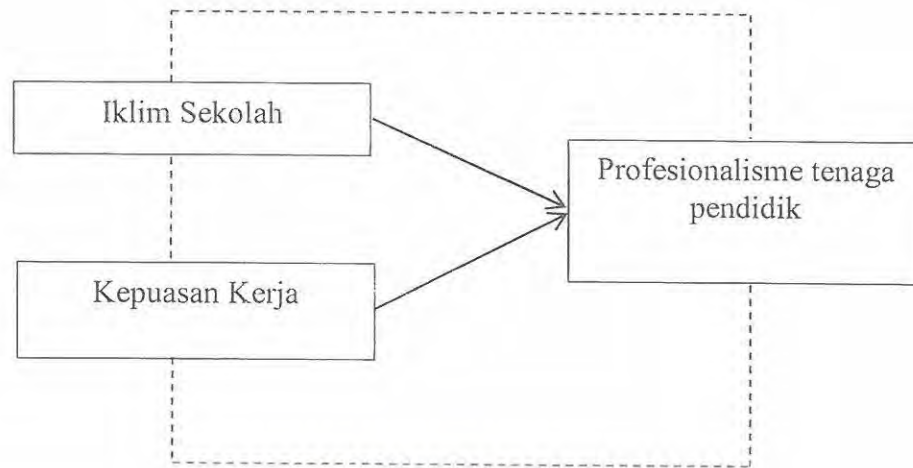 Iklim Sekolah
Profesionalisme tenaga
pendidik
Kepuasan Kerja